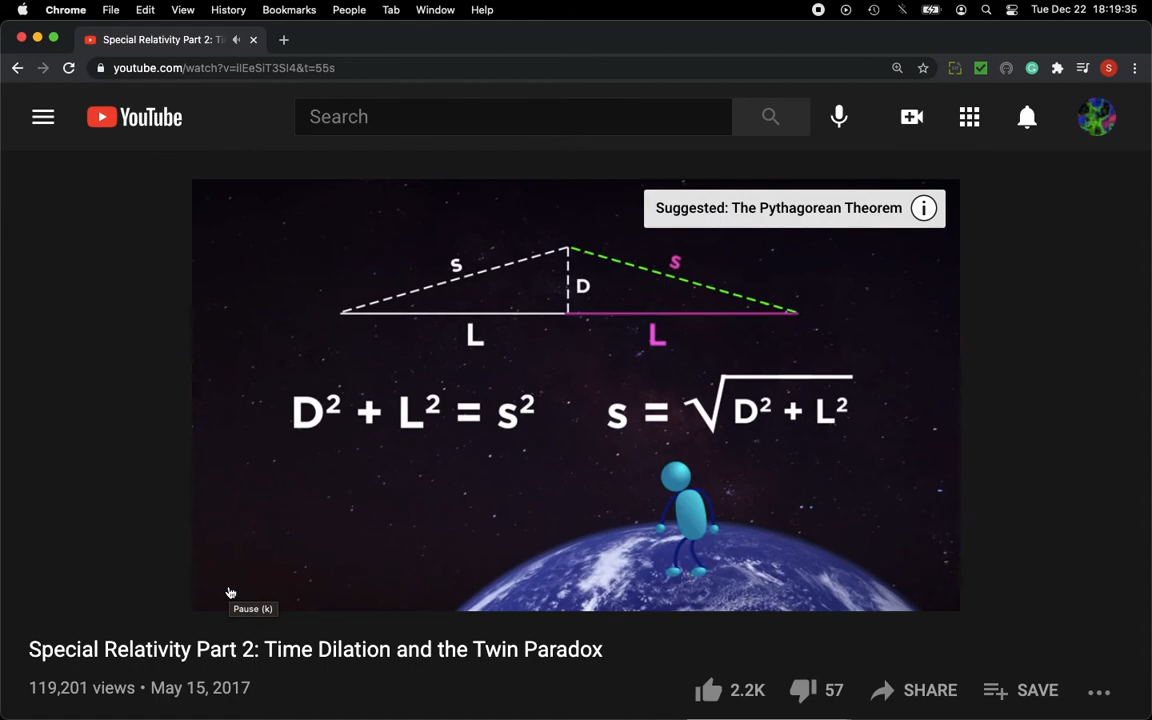 Chrome File Edit View History Bookmarks People Tab Window Help Tue Dec 22 18:19:35
Special Relativity Part 2: Ti
youtube.com/watch?v=ilEeSiT3SI4&t=55s S
YouTube Search
Suggested: The Pythagorean Theorem i
s s
D
L L
D² + L² = s² s = √D² + L²
Pause (k)
Special Relativity Part 2: Time Dilation and the Twin Paradox
119,201 views • May 15, 2017 2.2K 57 SHARE SAVE